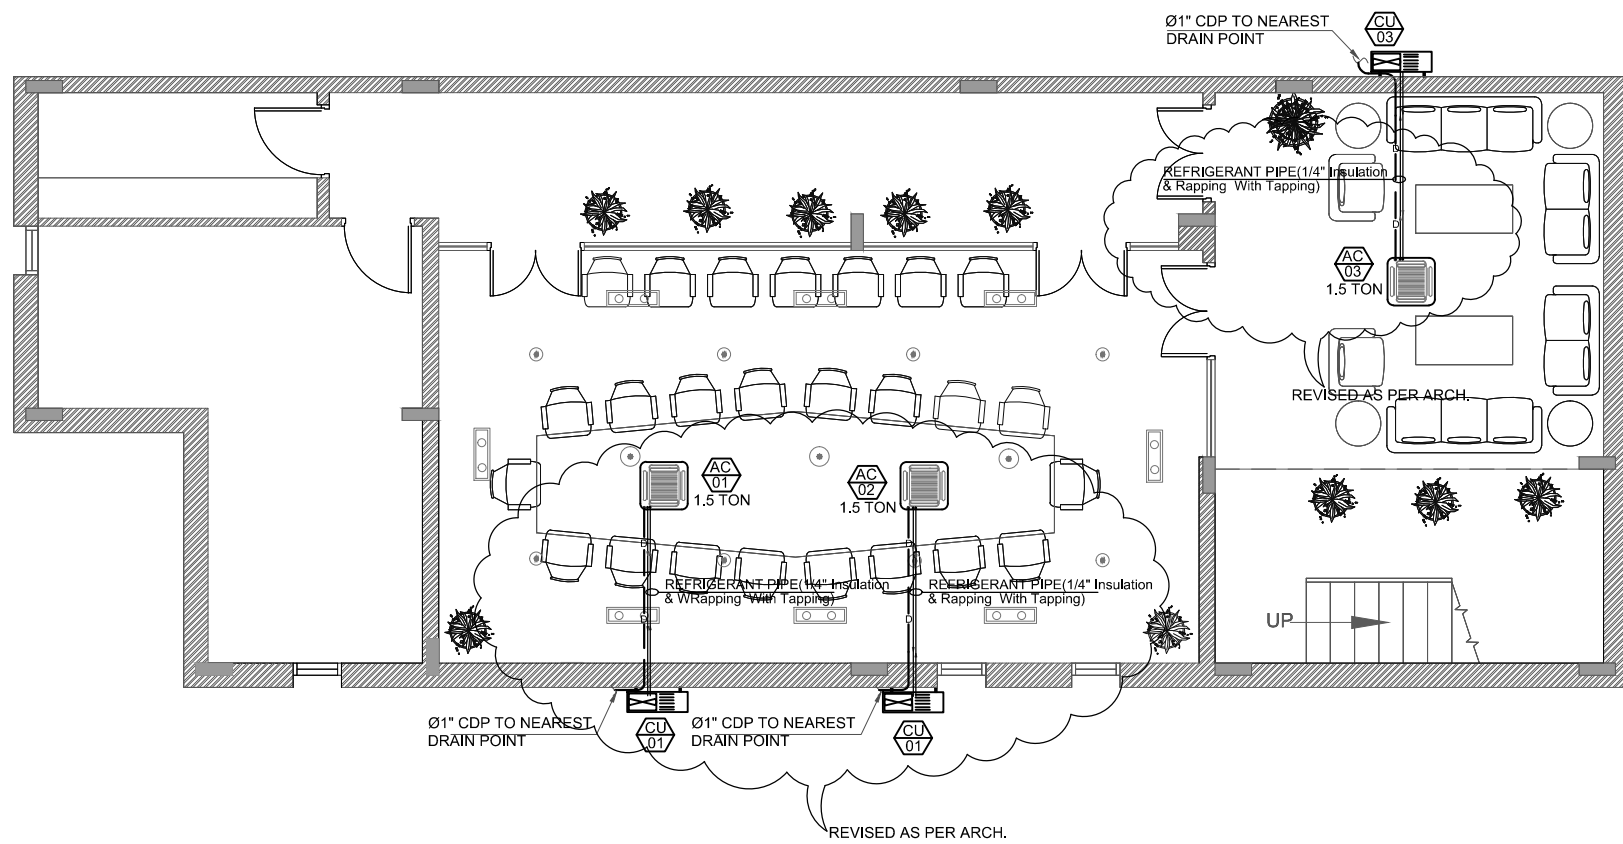 Ø1" CDP TO NEAREST
DRAIN POINT
CU
03
REFRIGERANT PIPE(1/4" Insulation
& Rapping With Tapping)
AC
03
1.5 TON
REVISED AS PER ARCH.
AC
01
1.5 TON
AC
02
1.5 TON
REFRIGERANT PIPE(1/4" Insulation
& WRapping With Tapping)
REFRIGERANT PIPE(1/4" Insulation
& Rapping With Tapping)
D
D
D
D
D
D
UP
Ø1" CDP TO NEAREST
DRAIN POINT
CU
01
Ø1" CDP TO NEAREST
DRAIN POINT
CU
01
REVISED AS PER ARCH.